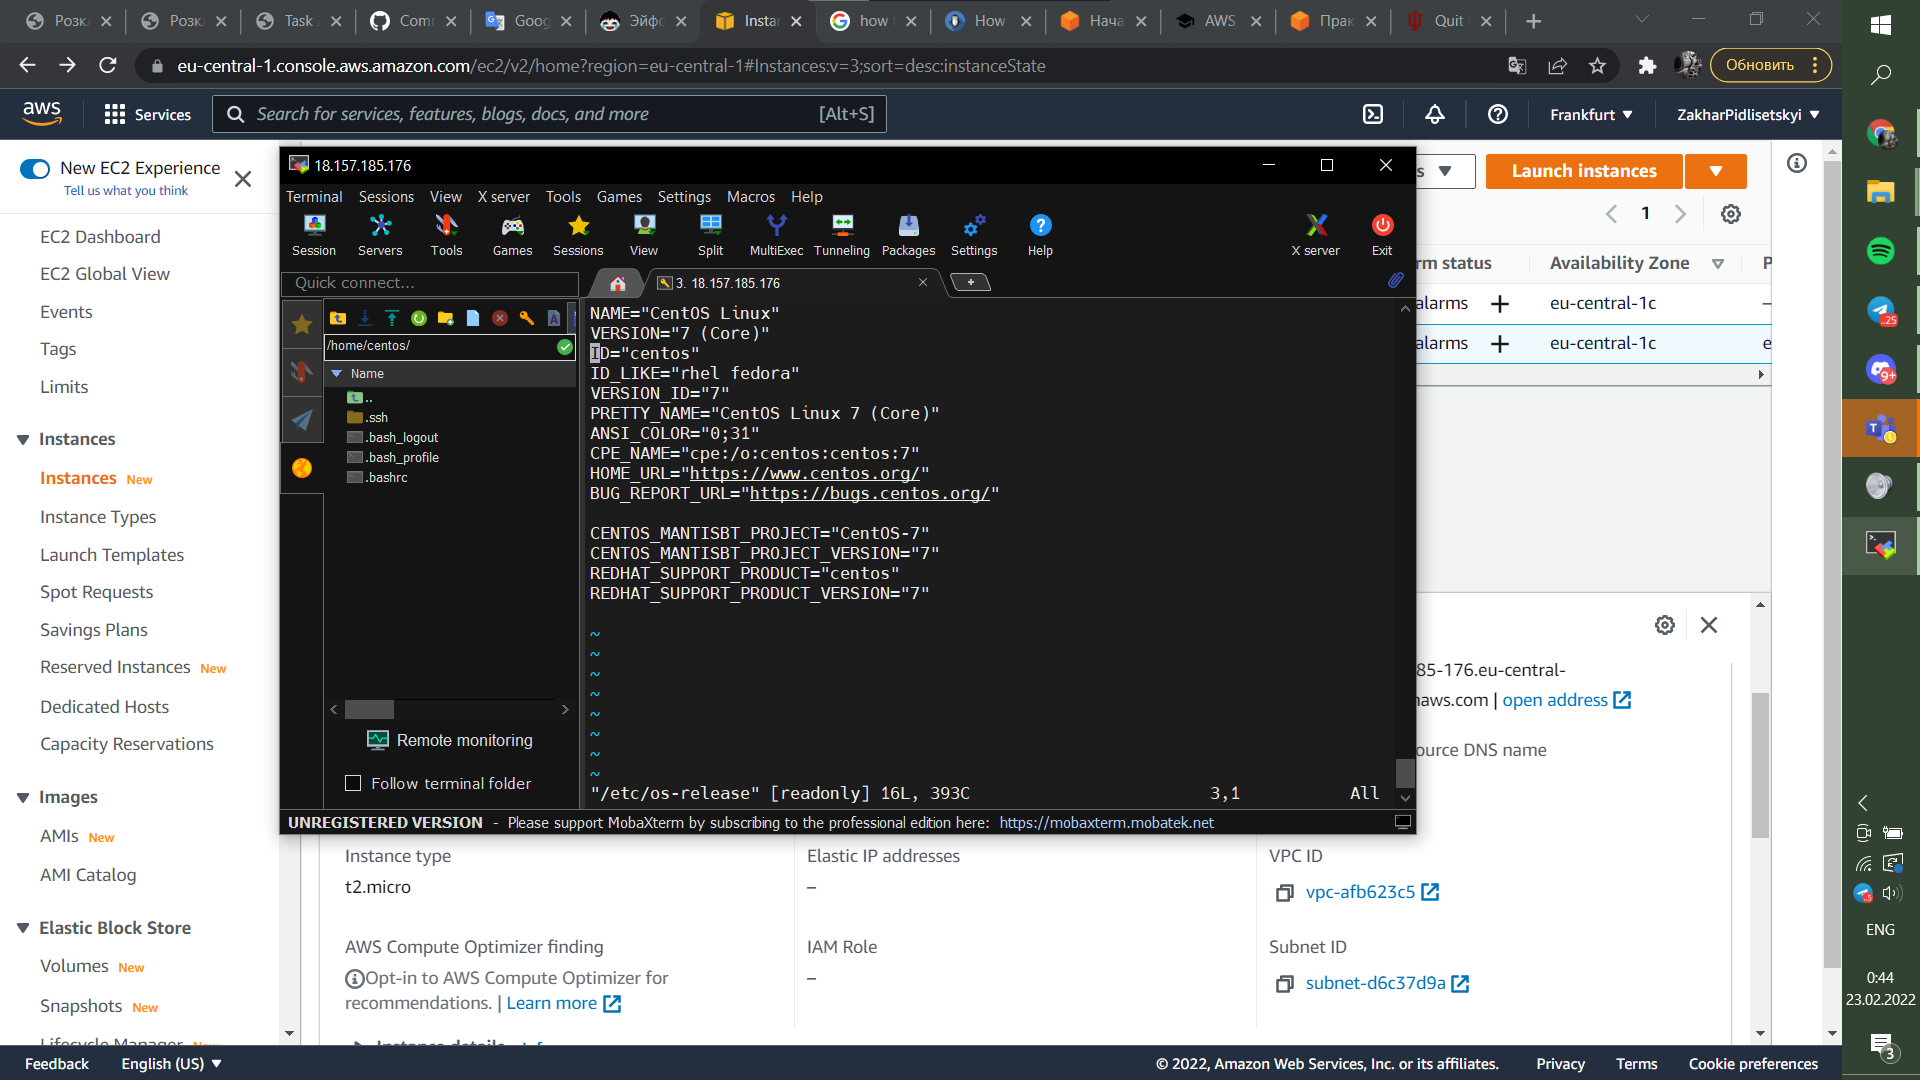 Розкл
Розкл
Task
Comm
Goog
Эйфо
Instan
how t
How
Нача
AWS
Прак
Quit
eu-central-1.console.aws.amazon.com/ec2/v2/home?region=eu-central-1#Instances:v=3;sort=desc:instanceState
Обновить
aws
Services
Search for services, features, blogs, docs, and more
[Alt+S]
Frankfurt
ZakharPidlisetskyi
New EC2 Experience
Tell us what you think
EC2 Dashboard
EC2 Global View
Events
Tags
Limits
Instances
Instances New
Instance Types
Launch Templates
Spot Requests
Savings Plans
Reserved Instances New
Dedicated Hosts
Capacity Reservations
Images
AMIs New
AMI Catalog
Elastic Block Store
Volumes New
Snapshots New
Lifecycle Manager New
18.157.185.176
Terminal Sessions View X server Tools Games Settings Macros Help
Session Servers Tools Games Sessions View Split MultiExec Tunneling Packages Settings Help X server Exit
Quick connect...
3. 18.157.185.176
/home/centos/
Name
..
.ssh
.bash_logout
.bash_profile
.bashrc
Remote monitoring
Follow terminal folder
NAME="CentOS Linux"
VERSION="7 (Core)"
ID="centos"
ID_LIKE="rhel fedora"
VERSION_ID="7"
PRETTY_NAME="CentOS Linux 7 (Core)"
ANSI_COLOR="0;31"
CPE_NAME="cpe:/o:centos:centos:7"
HOME_URL="https://www.centos.org/"
BUG_REPORT_URL="https://bugs.centos.org/"
CENTOS_MANTISBT_PROJECT="CentOS-7"
CENTOS_MANTISBT_PROJECT_VERSION="7"
REDHAT_SUPPORT_PRODUCT="centos"
REDHAT_SUPPORT_PRODUCT_VERSION="7"
~
~
~
~
~
~
~
~
"/etc/os-release" [readonly] 16L, 393C 3,1 All
UNREGISTERED VERSION - Please support MobaXterm by subscribing to the professional edition here: https://mobaxterm.mobatek.net
s
Launch instances
1
rm status
Availability Zone
P
alarms
eu-central-1c
–
alarms
eu-central-1c
e
85-176.eu-central-
naws.com | open address
ource DNS name
Instance type
t2.micro
Elastic IP addresses
–
VPC ID
vpc-afb623c5
AWS Compute Optimizer finding
Opt-in to AWS Compute Optimizer for
recommendations. | Learn more
IAM Role
–
Subnet ID
subnet-d6c37d9a
Feedback
English (US)
© 2022, Amazon Web Services, Inc. or its affiliates.
Privacy
Terms
Cookie preferences
25
9+
ENG
0:44
23.02.2022
3